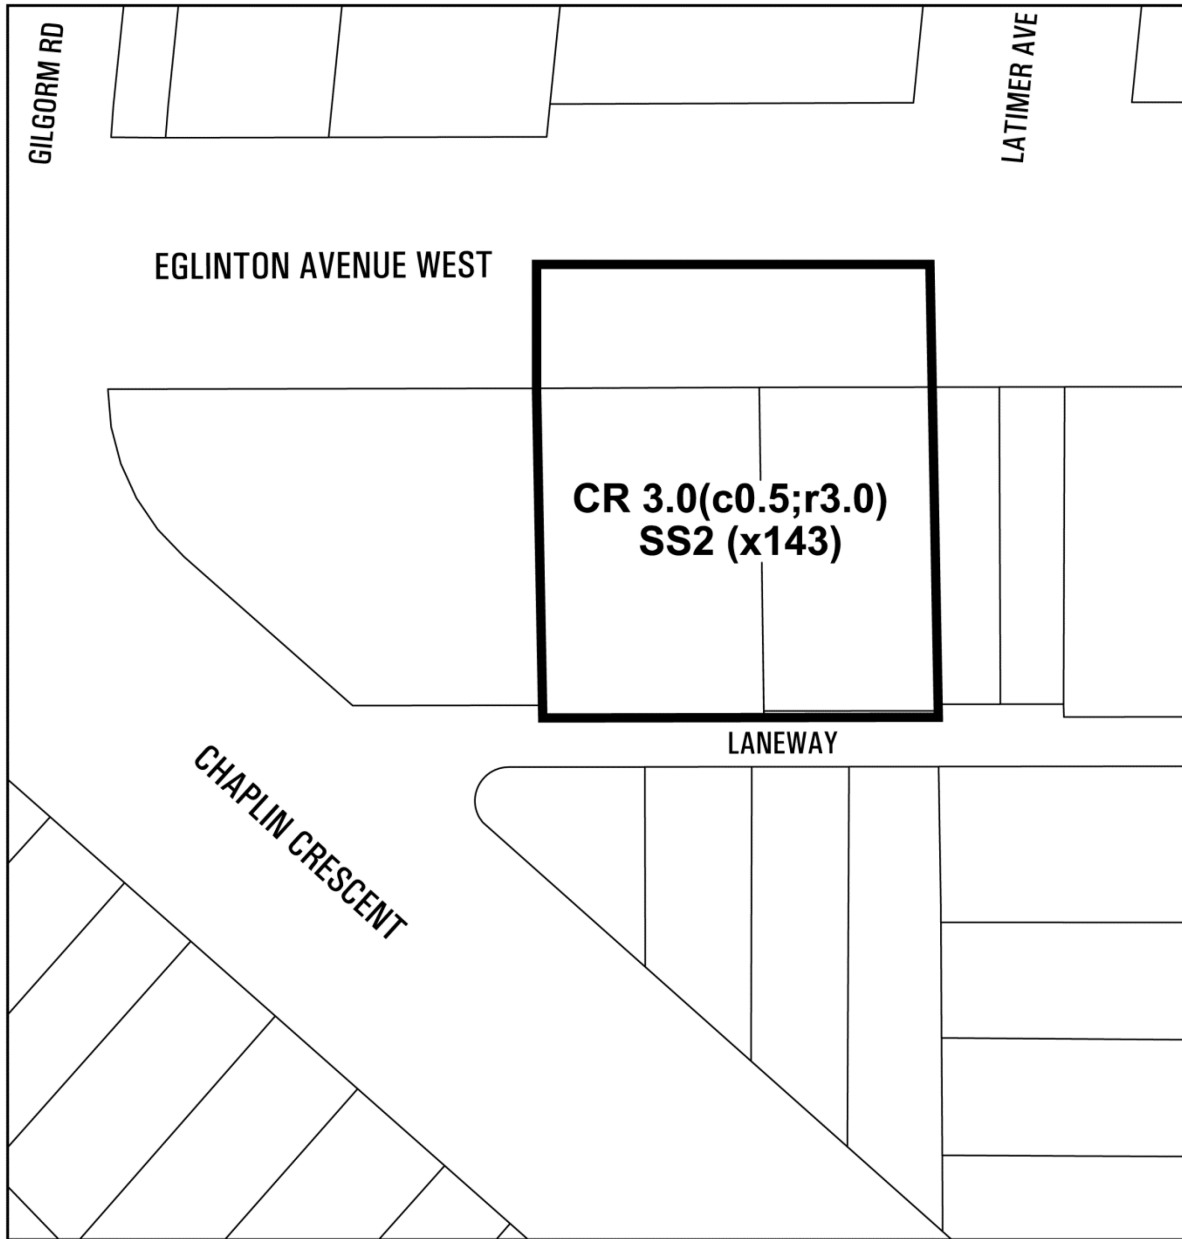 GILGORM RD
LATIMER AVE
EGLINTON AVENUE WEST
CR 3.0(c0.5;r3.0)
SS2 (x143)
LANEWAY
CHAPLIN CRESCENT